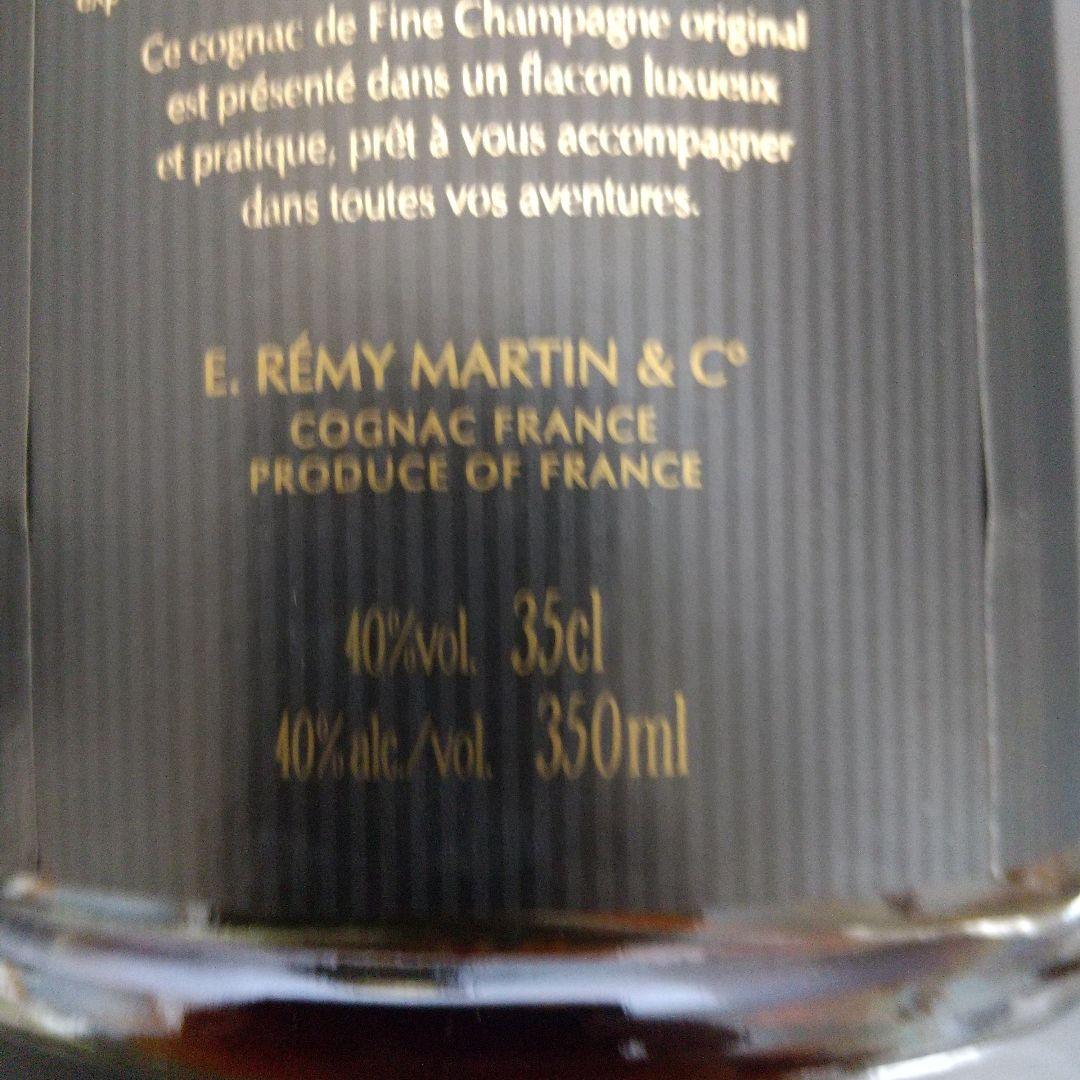 Ce cognac de Fine Champagne original
est présenté dans un flacon luxueux
et pratique, prêt à vous accompagner
dans toutes vos aventures.
E. RÉMY MARTIN & Cº
COGNAC FRANCE
PRODUCE OF FRANCE
40%vol. 35cl
40% alc./vol. 350ml